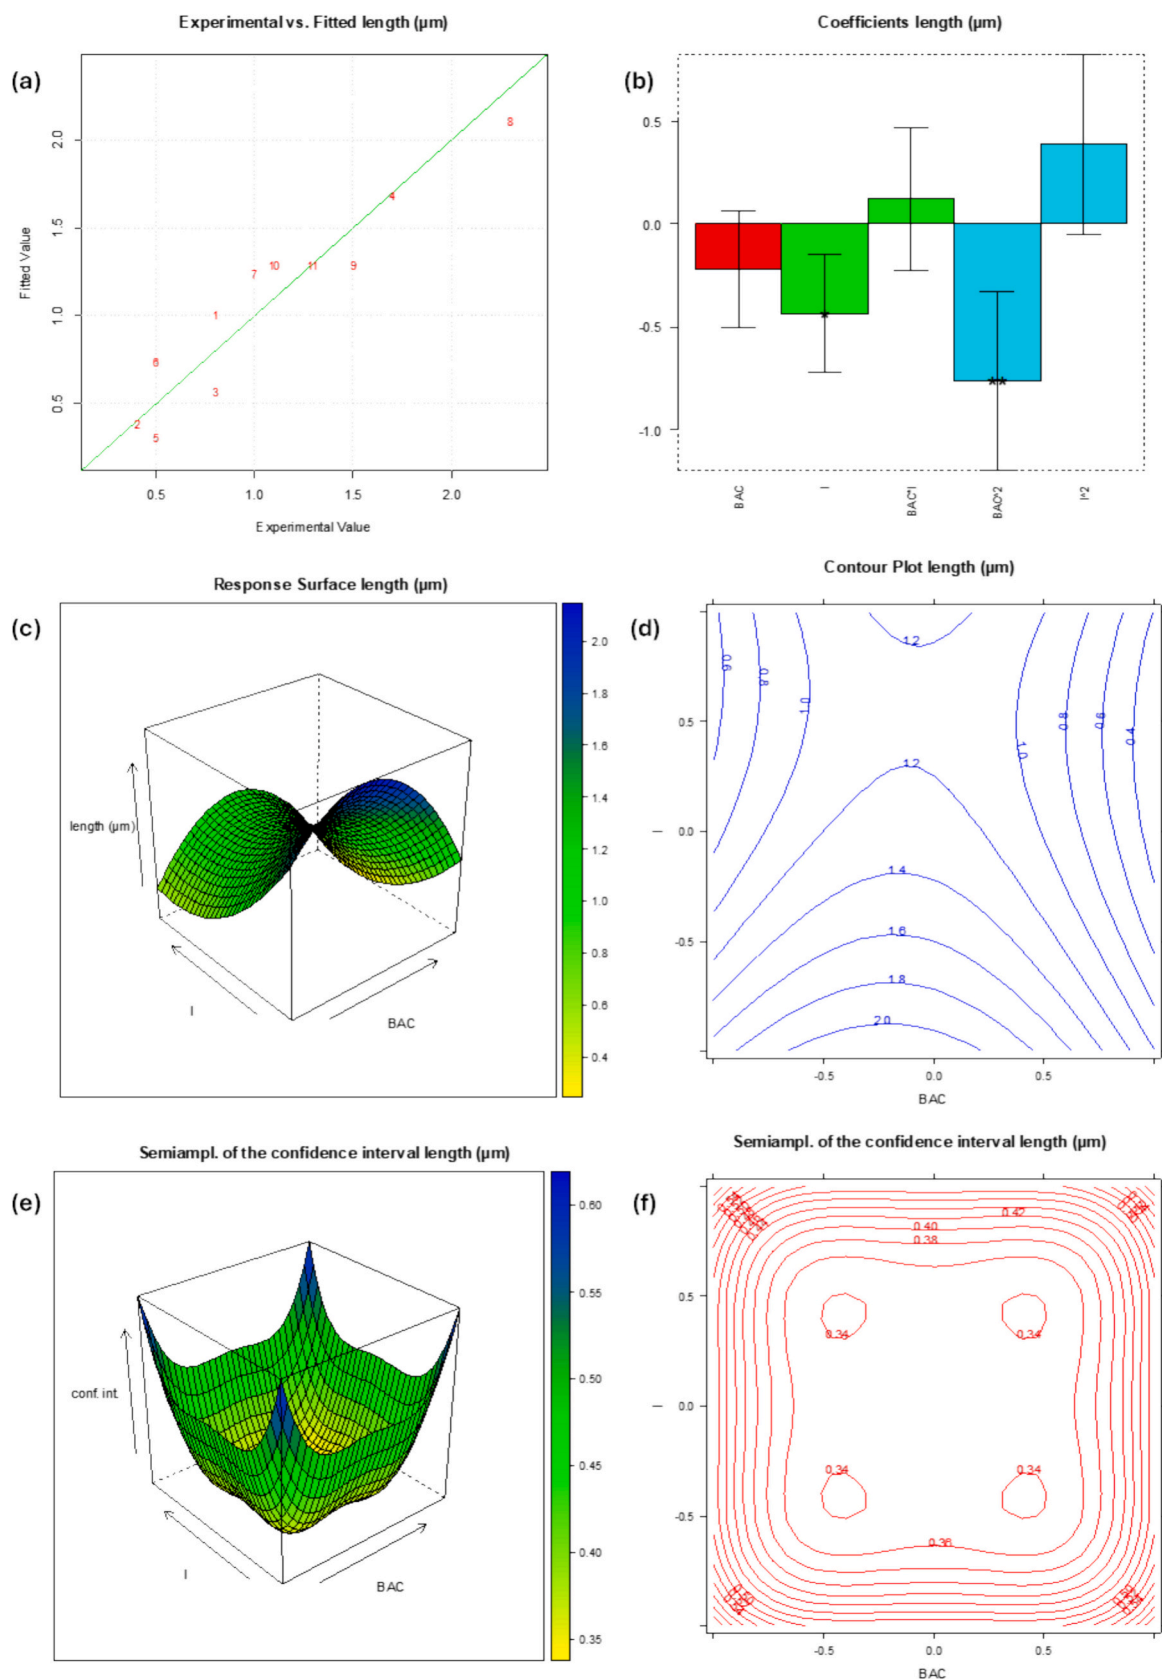 Experimental vs. Fitted length (µm)
(a)
Fitted Value
2.0
1.5
1.0
0.5
8
4
7
10
11
9
1
6
3
2
5
0.5
1.0
1.5
2.0
Experimental Value
Coefficients length (µm)
(b)
0.5
0.0
-0.5
-1.0
*
**
BAC
I
BAC*I
BAC^2
I^2
Response Surface length (µm)
(c)
length (µm)
I
BAC
2.0
1.8
1.6
1.4
1.2
1.0
0.8
0.6
0.4
Contour Plot length (µm)
(d)
I
0.5
0.0
-0.5
0.6
0.8
1.0
1.2
1.0
0.8
0.6
0.4
1.2
1.4
1.6
1.8
2.0
-0.5
0.0
0.5
BAC
Semiampl. of the confidence interval length (µm)
(e)
conf. int.
I
BAC
0.60
0.55
0.50
0.45
0.40
0.35
Semiampl. of the confidence interval length (µm)
(f)
I
0.5
0.0
-0.5
0.42
0.40
0.38
0.34
0.34
0.34
0.34
0.36
-0.5
0.0
0.5
BAC